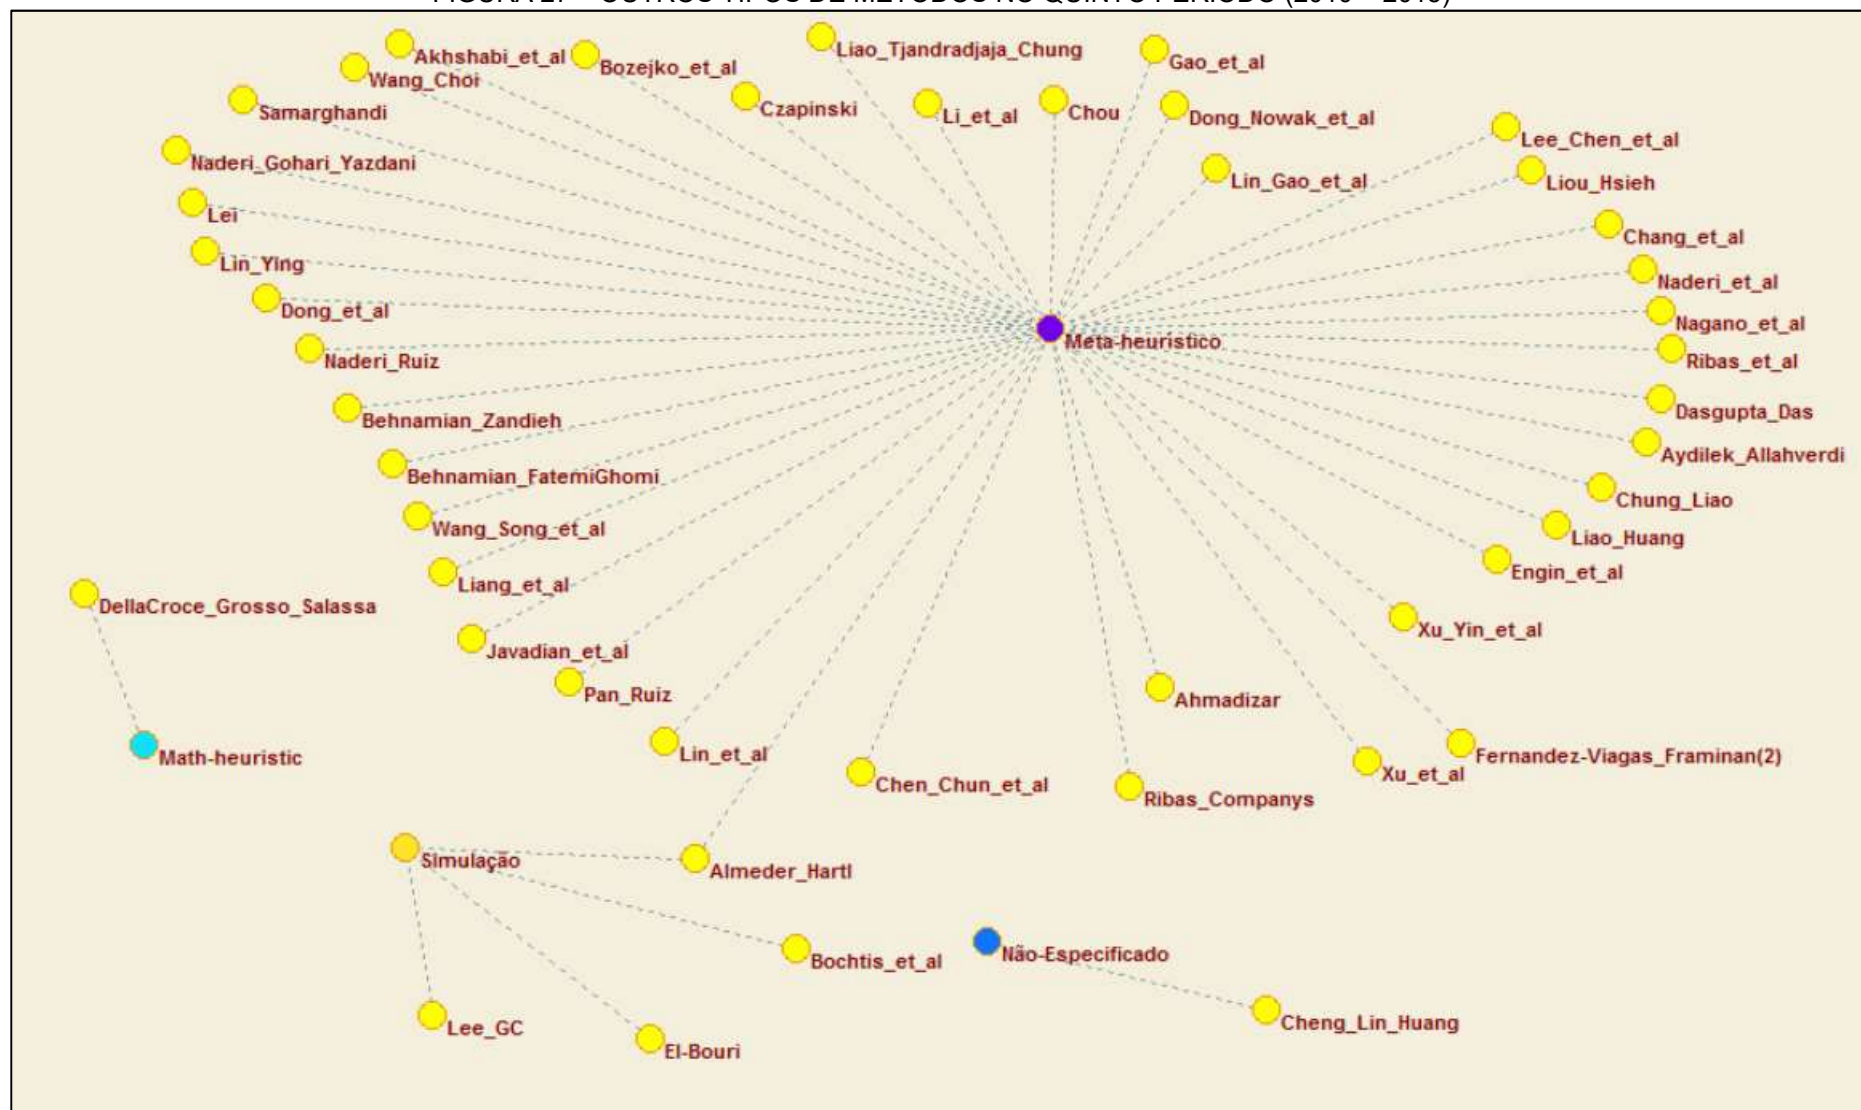 Akhshabi_et_al
Wang_Choi
Bozejko_et_al
Liao_Tjandradjaja_Chung
Gao_et_al
Samarghandi
Czapinski
Li_et_al
Chou
Dong_Nowak_et_al
Lee_Chen_et_al
Naderi_Gohari_Yazdani
Lin_Gao_et_al
Liou_Hsieh
Lei
Chang_et_al
Lin_Ying
Naderi_et_al
Dong_et_al
Nagano_et_al
Meta-heurístico
Naderi_Ruiz
Ribas_et_al
Behnamian_Zandieh
Dasgupta_Das
Behnamian_FatemiGhomi
Aydilek_Allahverdi
Chung_Liao
Wang_Song_et_al
Liao_Huang
Liang_et_al
Engin_et_al
DellaCroce_Grosso_Salassa
Xu_Yin_et_al
Javadian_et_al
Pan_Ruiz
Ahmadizar
Lin_et_al
Math-heuristic
Fernandez-Viagas_Framinan(2)
Xu_et_al
Chen_Chun_et_al
Ribas_Companys
Simulação
Almeder_Hartl
Bochtis_et_al
Não-Especificado
Lee_GC
Cheng_Lin_Huang
El-Bouri